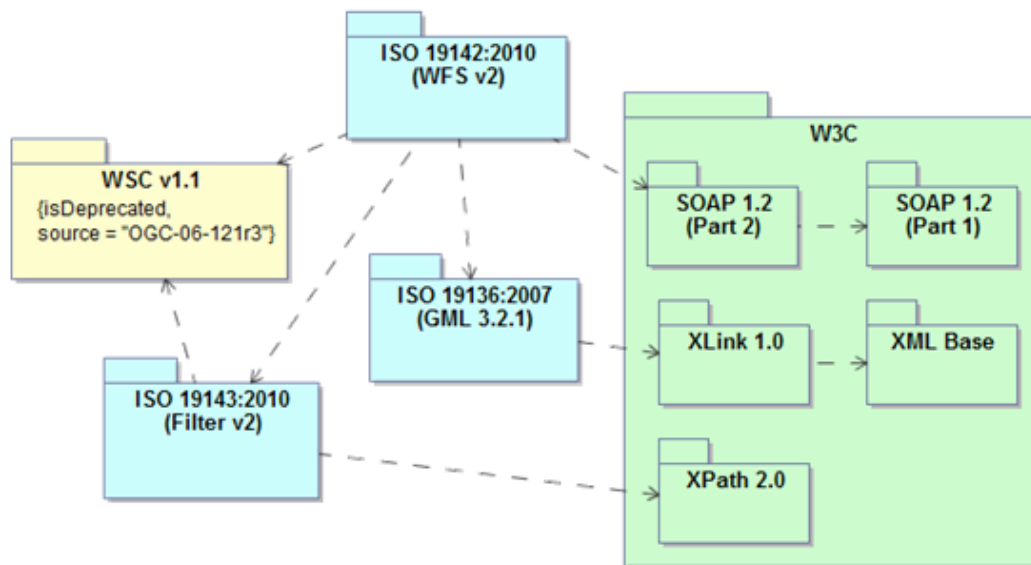 ISO 19142:2010
(WFS v2)
W3C
WSC v1.1
{isDeprecated,
source = "OGC-06-121r3"}
SOAP 1.2
(Part 2)
SOAP 1.2
(Part 1)
ISO 19136:2007
(GML 3.2.1)
XLink 1.0
XML Base
ISO 19143:2010
(Filter v2)
XPath 2.0